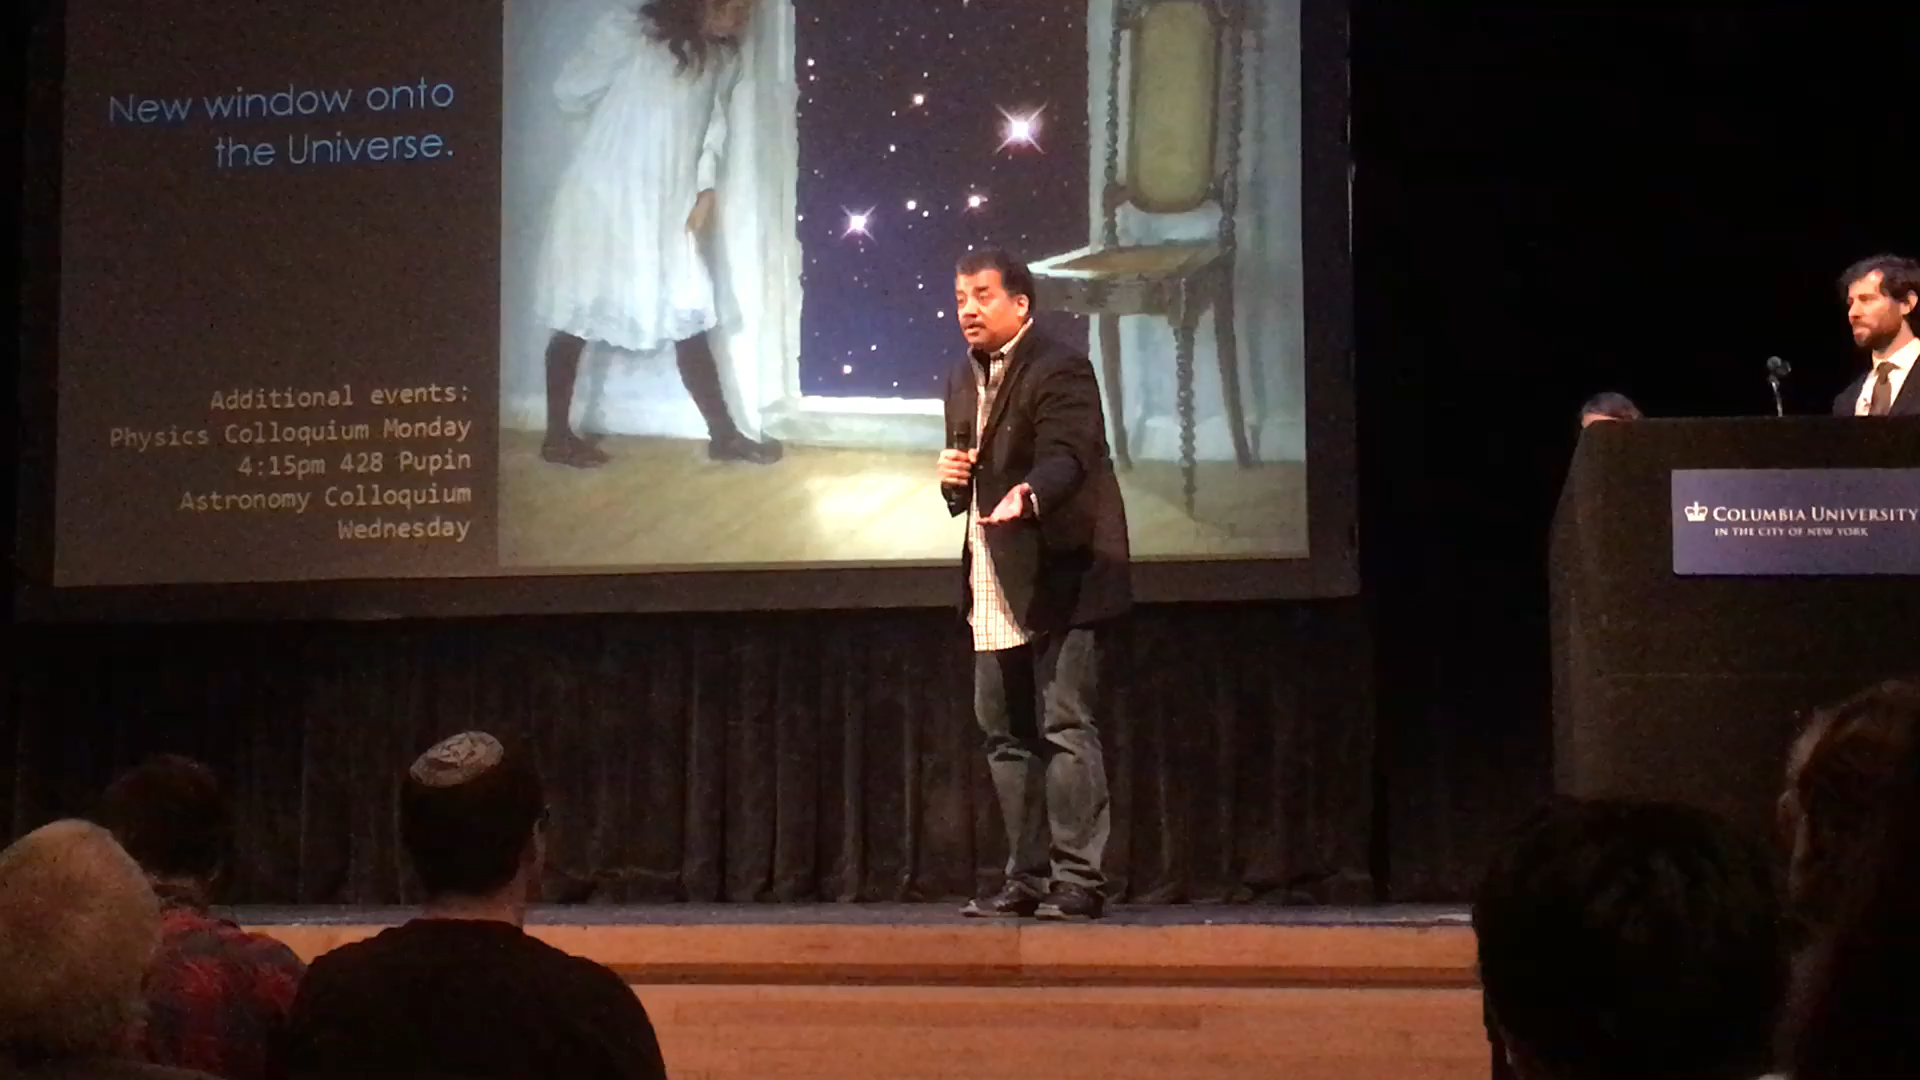 New window onto
the Universe.
Additional events:
Physics Colloquium Monday
4:15pm 428 Pupin
Astronomy Colloquium
Wednesday
COLUMBIA UNIVERSITY
IN THE CITY OF NEW YORK